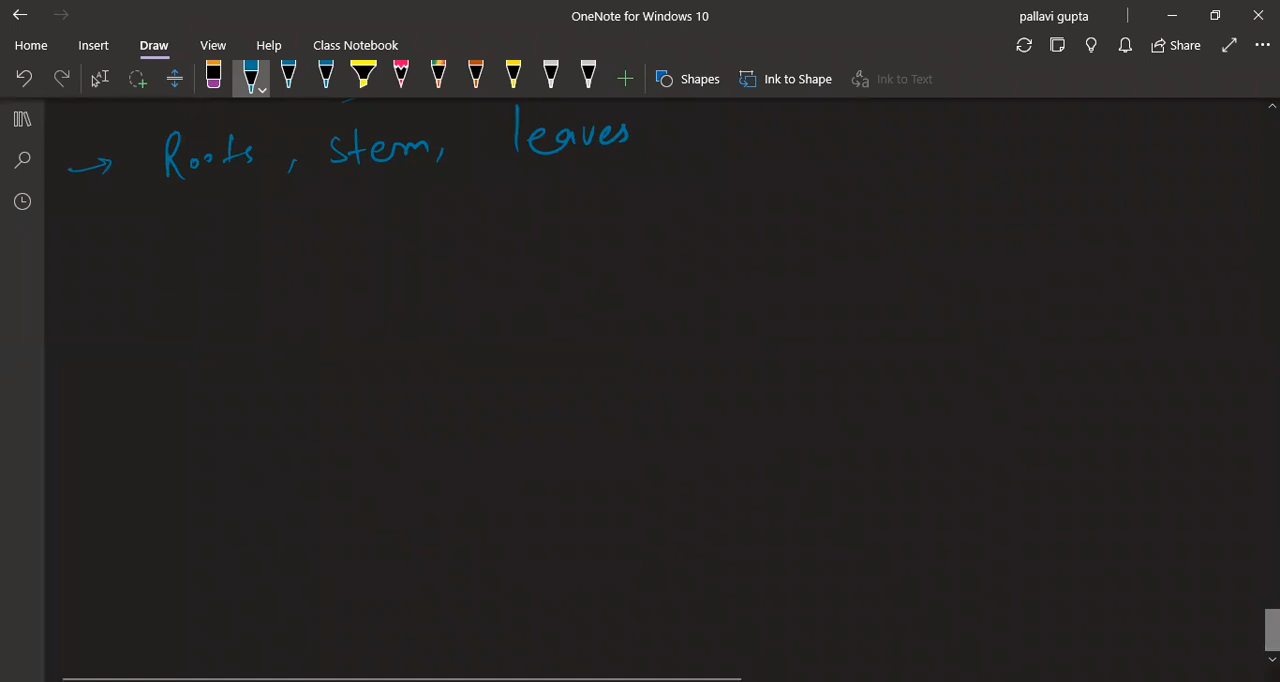 OneNote for Windows 10
pallavi gupta
Home Insert Draw View Help Class Notebook
Share
Shapes Ink to Shape Ink to Text
→ Roots, stem, leaves